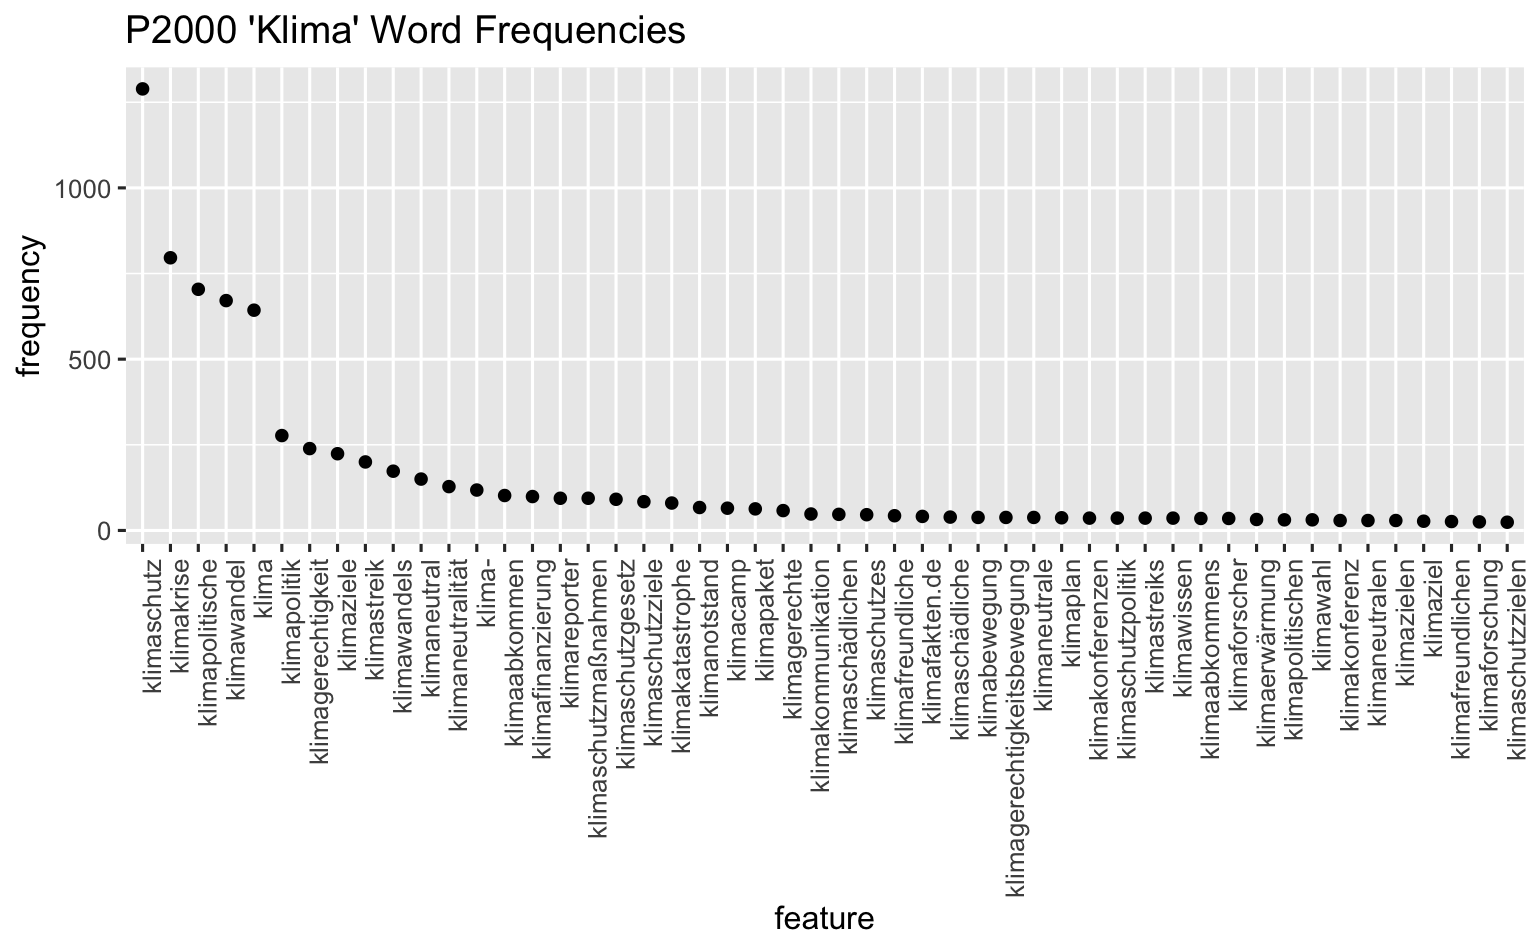 P2000 'Klima' Word Frequencies
frequency
1000
500
0
klimaschutz
klimakrise
klimapolitische
klimawandel
klima
klimapolitik
klimagerechtigkeit
klimaziele
klimastreik
klimawandels
klimaneutral
klimaneutralität
klima-
klimaabkommen
klimafinanzierung
klimareporter
klimaschutzmaßnahmen
klimaschutzgesetz
klimaschutzziele
klimakatastrophe
klimanotstand
klimacamp
klimapaket
klimagerechte
klimakommunikation
klimaschädlichen
klimaschutzes
klimafreundliche
klimafakten.de
klimaschädliche
klimabewegung
klimagerechtigkeitsbewegung
klimaneutrale
klimaplan
klimakonferenzen
klimaschutzpolitik
klimastreiks
klimawissen
klimaabkommens
klimaforscher
klimaerwärmung
klimapolitischen
klimawahl
klimakonferenz
klimaneutralen
klimazielen
klimaziel
klimafreundlichen
klimaforschung
klimaschutzzielen
feature